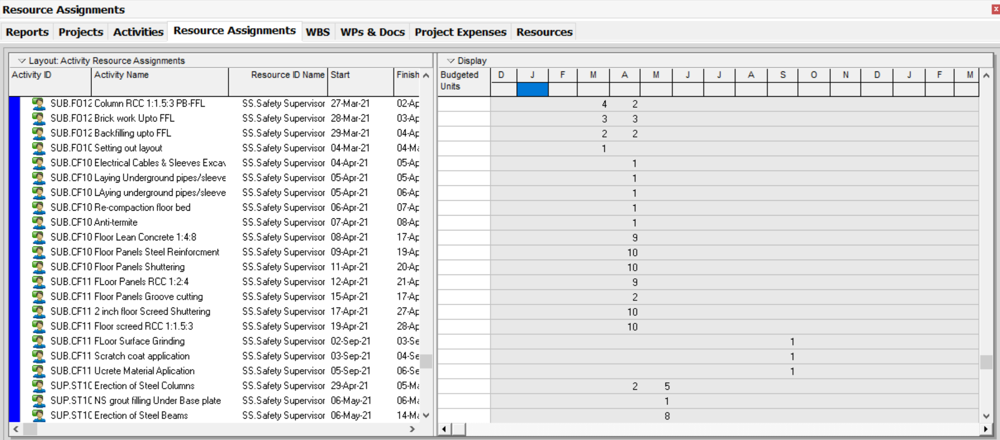 Resource Assignments
Reports Projects Activities Resource Assignments WBS WPs & Docs Project Expenses Resources
Layout: Activity Resource Assignments Display
Activity ID Activity Name Resource ID Name Start Finish Budgeted Units D J F M A M J J A S O N D J F M
SUB.FO12 Column RCC 1:1.5:3 PB-FFL SS.Safety Supervisor 27-Mar-21 02-Ap 4 2
SUB.FO12 Brick work Upto FFL SS.Safety Supervisor 28-Mar-21 03-Ap 3 3
SUB.FO12 Backfilling upto FFL SS.Safety Supervisor 29-Mar-21 04-Ap 2 2
SUB.FO1C Setting out layout SS.Safety Supervisor 04-Mar-21 04-Ma 1
SUB.CF10 Electrical Cables & Sleeves Excav SS.Safety Supervisor 04-Apr-21 05-Ap 1
SUB.CF10 Laying Underground pipes/sleeve SS.Safety Supervisor 05-Apr-21 05-Ap 1
SUB.CF10 LAying underground pipes/sleeve SS.Safety Supervisor 05-Apr-21 06-Ap 1
SUB.CF10 Re-compaction floor bed SS.Safety Supervisor 06-Apr-21 07-Ap 1
SUB.CF10 Anti-termite SS.Safety Supervisor 07-Apr-21 08-Ap 1
SUB.CF10 Floor Lean Concrete 1:4:8 SS.Safety Supervisor 08-Apr-21 17-Ap 9
SUB.CF10 Floor Panels Steel Reinforcment SS.Safety Supervisor 09-Apr-21 19-Ap 10
SUB.CF10 Floor Panels Shuttering SS.Safety Supervisor 11-Apr-21 20-Ap 10
SUB.CF11 FLoor Panels RCC 1:2:4 SS.Safety Supervisor 12-Apr-21 21-Ap 9
SUB.CF11 Floor Panels Groove cutting SS.Safety Supervisor 15-Apr-21 17-Ap 2
SUB.CF11 2 inch floor Screed Shuttering SS.Safety Supervisor 17-Apr-21 27-Ap 10
SUB.CF11 Floor screed RCC 1:1.5:3 SS.Safety Supervisor 19-Apr-21 28-Ap 10
SUB.CF11 FLoor Surface Grinding SS.Safety Supervisor 02-Sep-21 03-Se 1
SUB.CF11 Scratch coat application SS.Safety Supervisor 03-Sep-21 04-Se 1
SUB.CF11 Ucrete Material Aplication SS.Safety Supervisor 05-Sep-21 06-Se 1
SUP.ST1C Erection of Steel Columns SS.Safety Supervisor 29-Apr-21 05-Ma 2 5
SUP.ST1C NS grout filling Under Base plate SS.Safety Supervisor 06-May-21 06-Ma 1
SUP.ST1C Erection of Steel Beams SS.Safety Supervisor 06-May-21 14-Ma 8